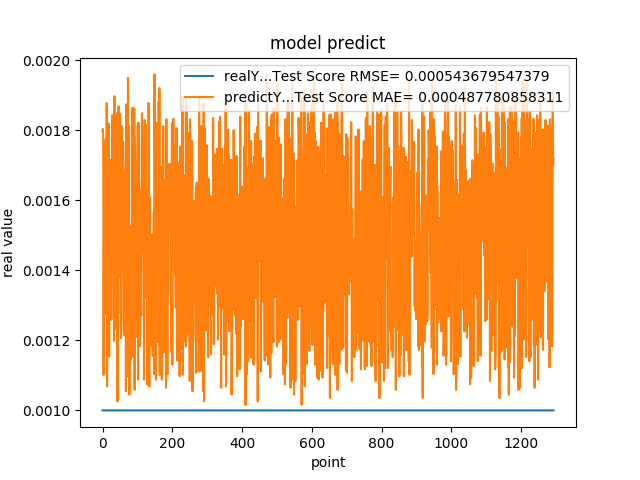 model predict
realY...Test Score RMSE= 0.000543679547379
predictY...Test Score MAE= 0.000487780858311
0.0020
0.0018
0.0016
0.0014
0.0012
0.0010
real value
0 200 400 600 800 1000 1200
point